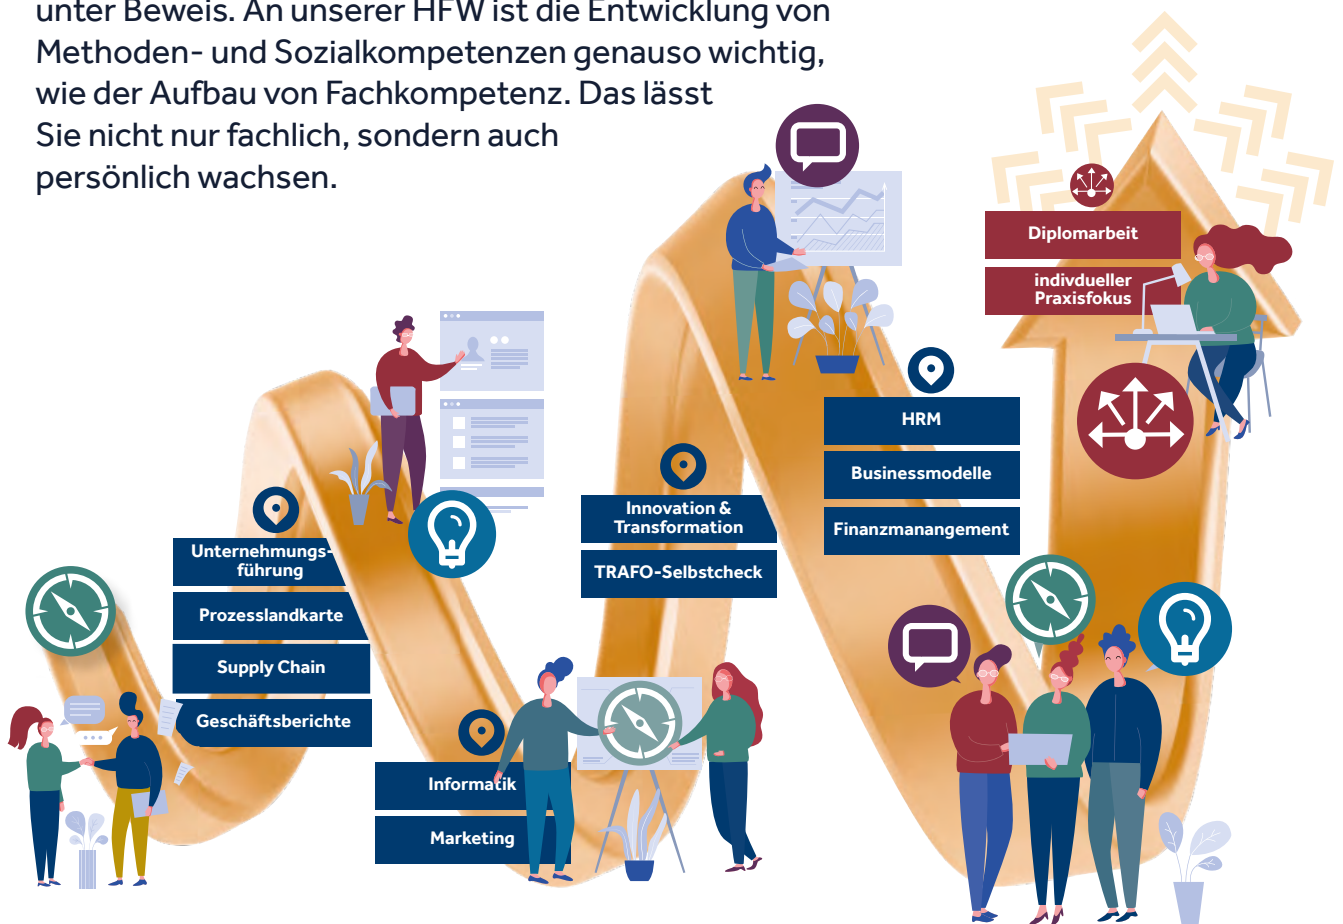 unter Beweis. An unserer HFW ist die Entwicklung von
Methoden- und Sozialkompetenzen genauso wichtig,
wie der Aufbau von Fachkompetenz. Das lässt
Sie nicht nur fachlich, sondern auch
persönlich wachsen.
Diplomarbeit
indivdueller
Praxisfokus
HRM
Businessmodelle
Finanzmanangement
Innovation &
Transformation
TRAFO-Selbstcheck
Unternehmungs-
führung
Prozesslandkarte
Supply Chain
Geschäftsberichte
Informatik
Marketing